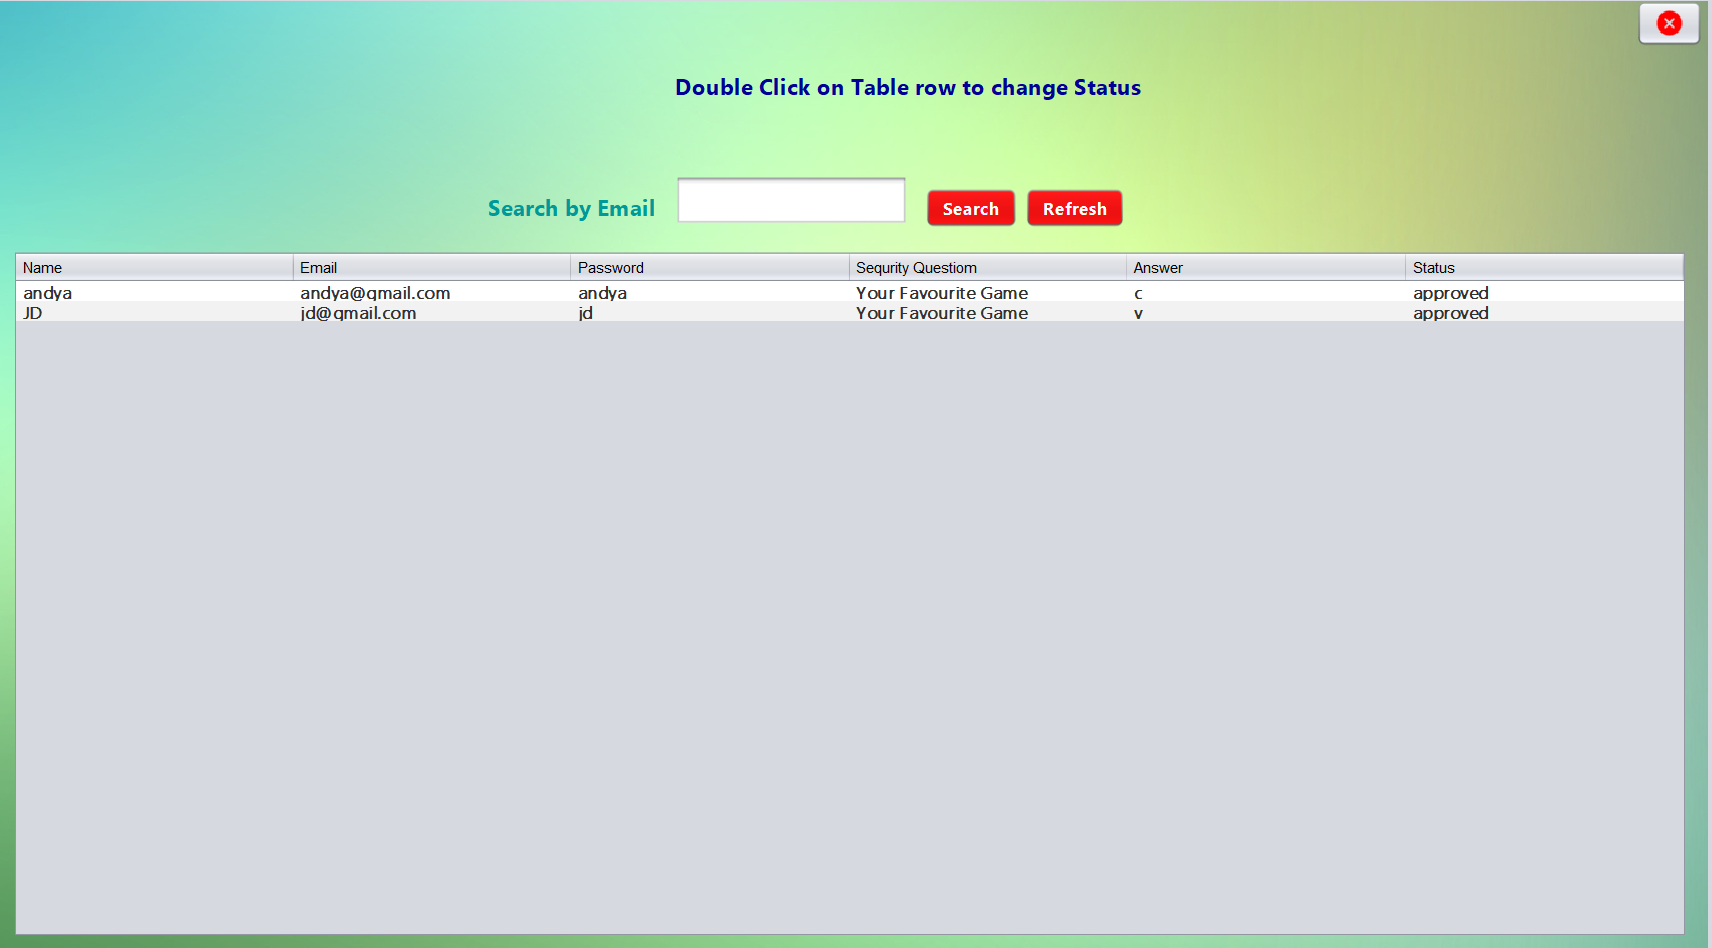 Double Click on Table row to change Status
Search by Email Search Refresh
Name Email Password Sequrity Questiom Answer Status
andya andya@gmail.com andya Your Favourite Game c approved
JD jd@gmail.com jd Your Favourite Game v approved